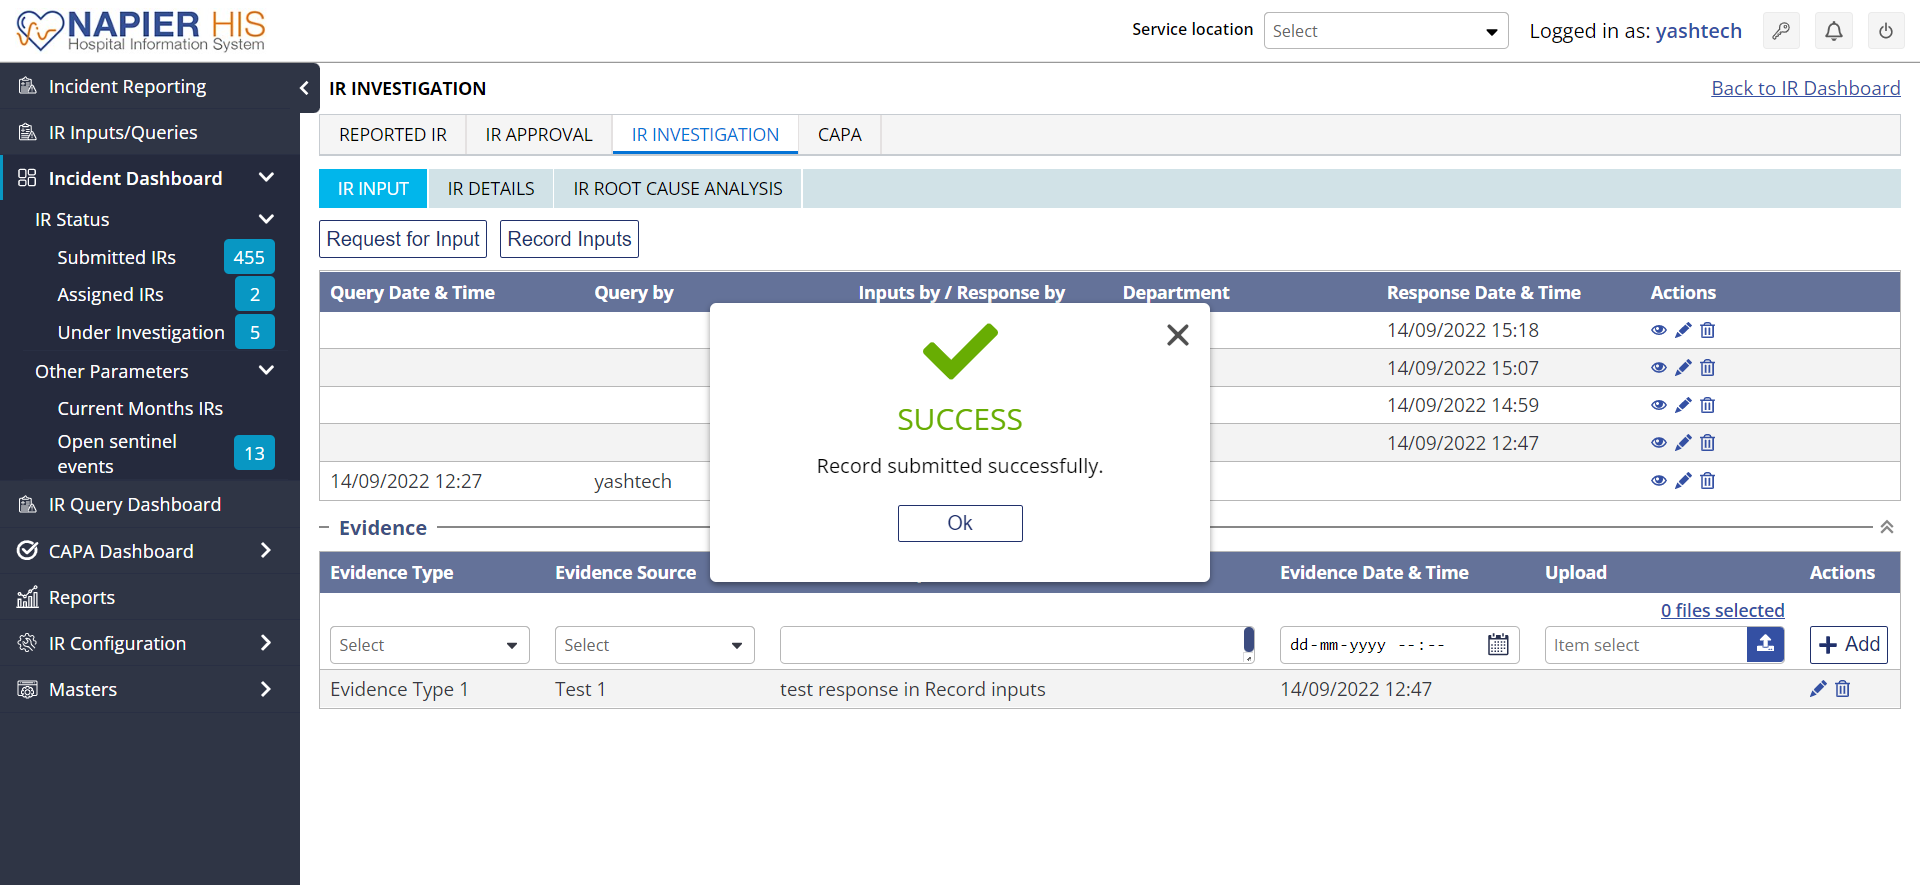 NAPIER HIS
Hospital Information System
Service location
Select
Logged in as: yashtech
Incident Reporting
IR Inputs/Queries
Incident Dashboard
IR Status
Submitted IRs 455
Assigned IRs 2
Under Investigation 5
Other Parameters
Current Months IRs
Open sentinel
events 13
IR Query Dashboard
CAPA Dashboard
Reports
IR Configuration
Masters
IR INVESTIGATION
Back to IR Dashboard
REPORTED IR IR APPROVAL IR INVESTIGATION CAPA
IR INPUT IR DETAILS IR ROOT CAUSE ANALYSIS
Request for Input Record Inputs
Query Date & Time Query by Inputs by / Response by Department Response Date & Time Actions
14/09/2022 15:18
14/09/2022 15:07
14/09/2022 14:59
14/09/2022 12:47
14/09/2022 12:27 yashtech
SUCCESS
Record submitted successfully.
Ok
Evidence
Evidence Type Evidence Source Evidence Date & Time Upload Actions
0 files selected
Select Select dd-mm-yyyy --:-- Item select Add
Evidence Type 1 Test 1 test response in Record inputs 14/09/2022 12:47